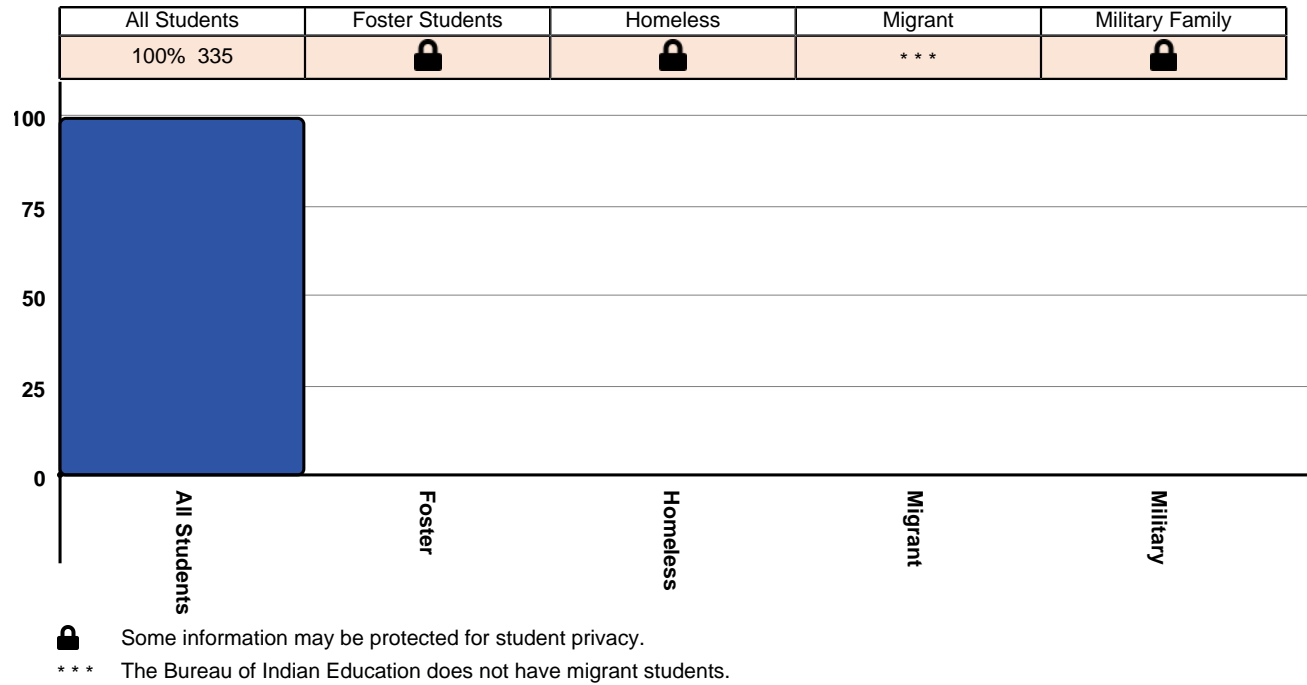 All Students Foster Students Homeless Migrant Military Family
100% 335 * * *
100
75
50
25
0
All Students
Foster
Homeless
Migrant
Military
Some information may be protected for student privacy.
* * * The Bureau of Indian Education does not have migrant students.